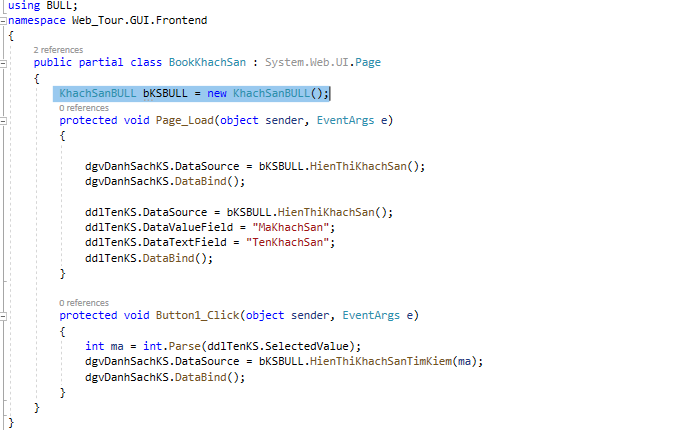 using BULL;
namespace Web_Tour.GUI.Frontend
{
2 references
public partial class BookKhachSan : System.Web.UI.Page
{
KhachSanBULL bKSBULL = new KhachSanBULL();
0 references
protected void Page_Load(object sender, EventArgs e)
{
dgvDanhSachKS.DataSource = bKSBULL.HienThiKhachSan();
dgvDanhSachKS.DataBind();
ddlTenKS.DataSource = bKSBULL.HienThiKhachSan();
ddlTenKS.DataValueField = "MaKhachSan";
ddlTenKS.DataTextField = "TenKhachSan";
ddlTenKS.DataBind();
}
0 references
protected void Button1_Click(object sender, EventArgs e)
{
int ma = int.Parse(ddlTenKS.SelectedValue);
dgvDanhSachKS.DataSource = bKSBULL.HienThiKhachSanTimKiem(ma);
dgvDanhSachKS.DataBind();
}
}
}